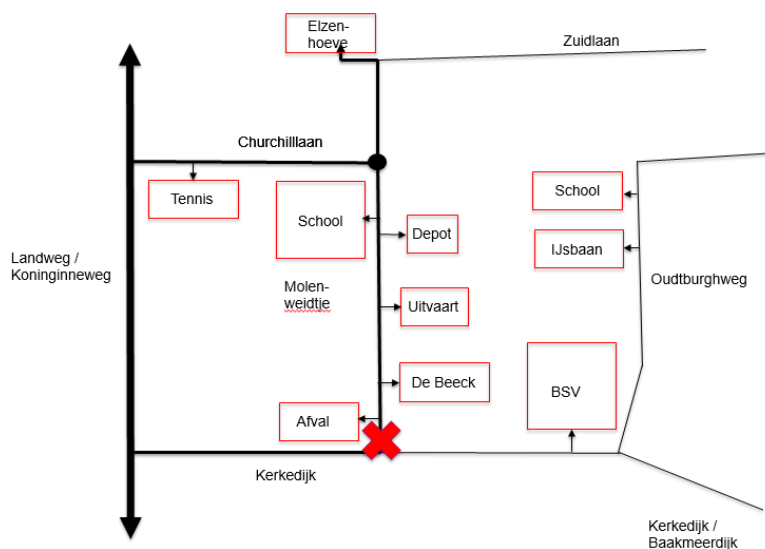 Elzen-
hoeve
Zuidlaan
Churchilllaan
Tennis
School
School
Depot
IJsbaan
Landweg /
Koninginneweg
Oudtburghweg
Molen-
weidtje
Uitvaart
De Beeck
BSV
Afval
Kerkedijk
Kerkedijk /
Baakmeerdijk